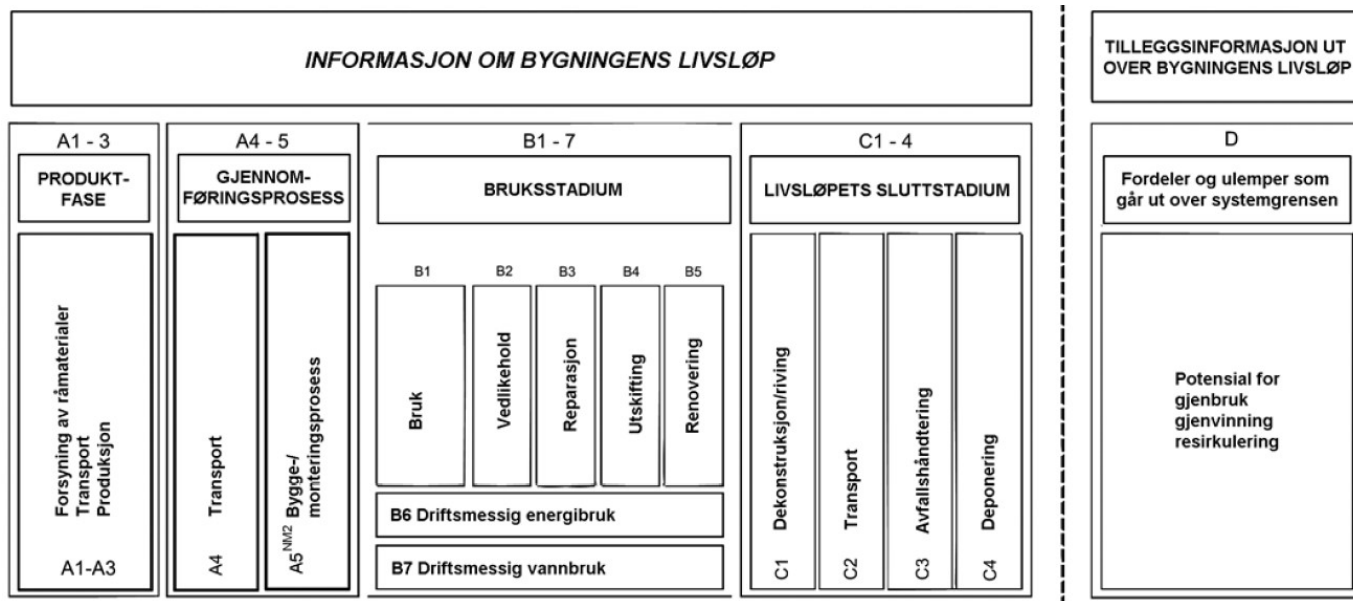 INFORMASJON OM BYGNINGENS LIVSLØP
TILLEGGSINFORMASJON UT
OVER BYGNINGENS LIVSLØP
A1 - 3
PRODUKT-
FASE
Forsyning av råmaterialer
Transport
Produksjon
A1-A3
A4 - 5
GJENNOM-
FØRINGSPROSESS
A4 Transport
A5 NM2 Bygge-/
monteringsprosess
B1 - 7
BRUKSSTADIUM
B1
Bruk
B2
Vedlikehold
B3
Reparasjon
B4
Utskifting
B5
Renovering
B6 Driftsmessig energibruk
B7 Driftsmessig vannbruk
C1 - 4
LIVSLØPETS SLUTTSTADIUM
C1 Dekonstruksjon/riving
C2 Transport
C3 Avfallshåndtering
C4 Deponering
D
Fordeler og ulemper som
går ut over systemgrensen
Potensial for
gjenbruk
gjenvinning
resirkulering